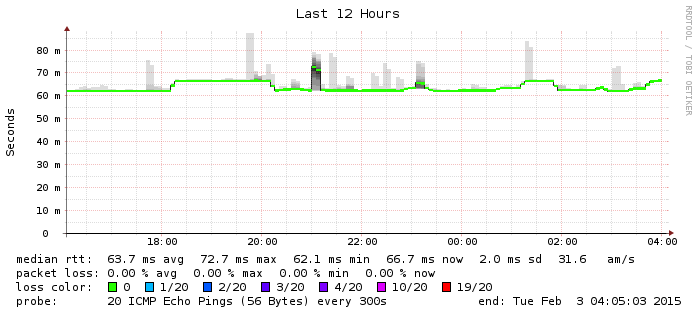 Last 12 Hours
RRDTOOL / TOBI OETIKER
Seconds
80 m
70 m
60 m
50 m
40 m
30 m
20 m
10 m
0
18:00 20:00 22:00 00:00 02:00 04:00
median rtt: 63.7 ms avg 72.7 ms max 62.1 ms min 66.7 ms now 2.0 ms sd 31.6 am/s
packet loss: 0.00 % avg 0.00 % max 0.00 % min 0.00 % now
loss color: 0 1/20 2/20 3/20 4/20 10/20 19/20
probe: 20 ICMP Echo Pings (56 Bytes) every 300s end: Tue Feb 3 04:05:03 2015